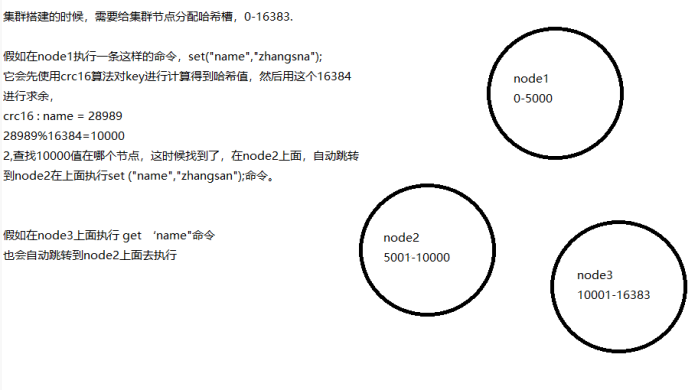 集群搭建的时候，需要给集群节点分配哈希槽，0-16383.
假如在node1执行一条这样的命令，set("name","zhangsna");
它会先使用crc16算法对key进行计算得到哈希值，然后用这个16384
进行求余，
crc16 : name = 28989
28989%16384=10000
2,查找10000值在哪个节点，这时候找到了，在node2上面，自动跳转
到node2在上面执行set ("name","zhangsan");命令。
假如在node3上面执行 get ‘name"命令
也会自动跳转到node2上面去执行
node1
0-5000
node2
5001-10000
node3
10001-16383